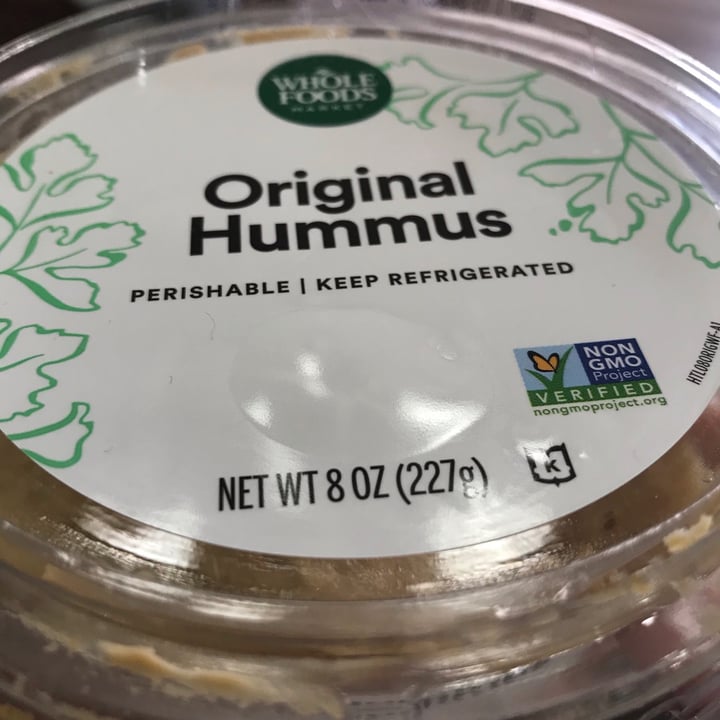 WHOLE
FOODS
MARKET
Original
Hummus
PERISHABLE | KEEP REFRIGERATED
NON
GMO
Project
VERIFIED
nongmoproject.org
NET WT 8 OZ (227g)
K